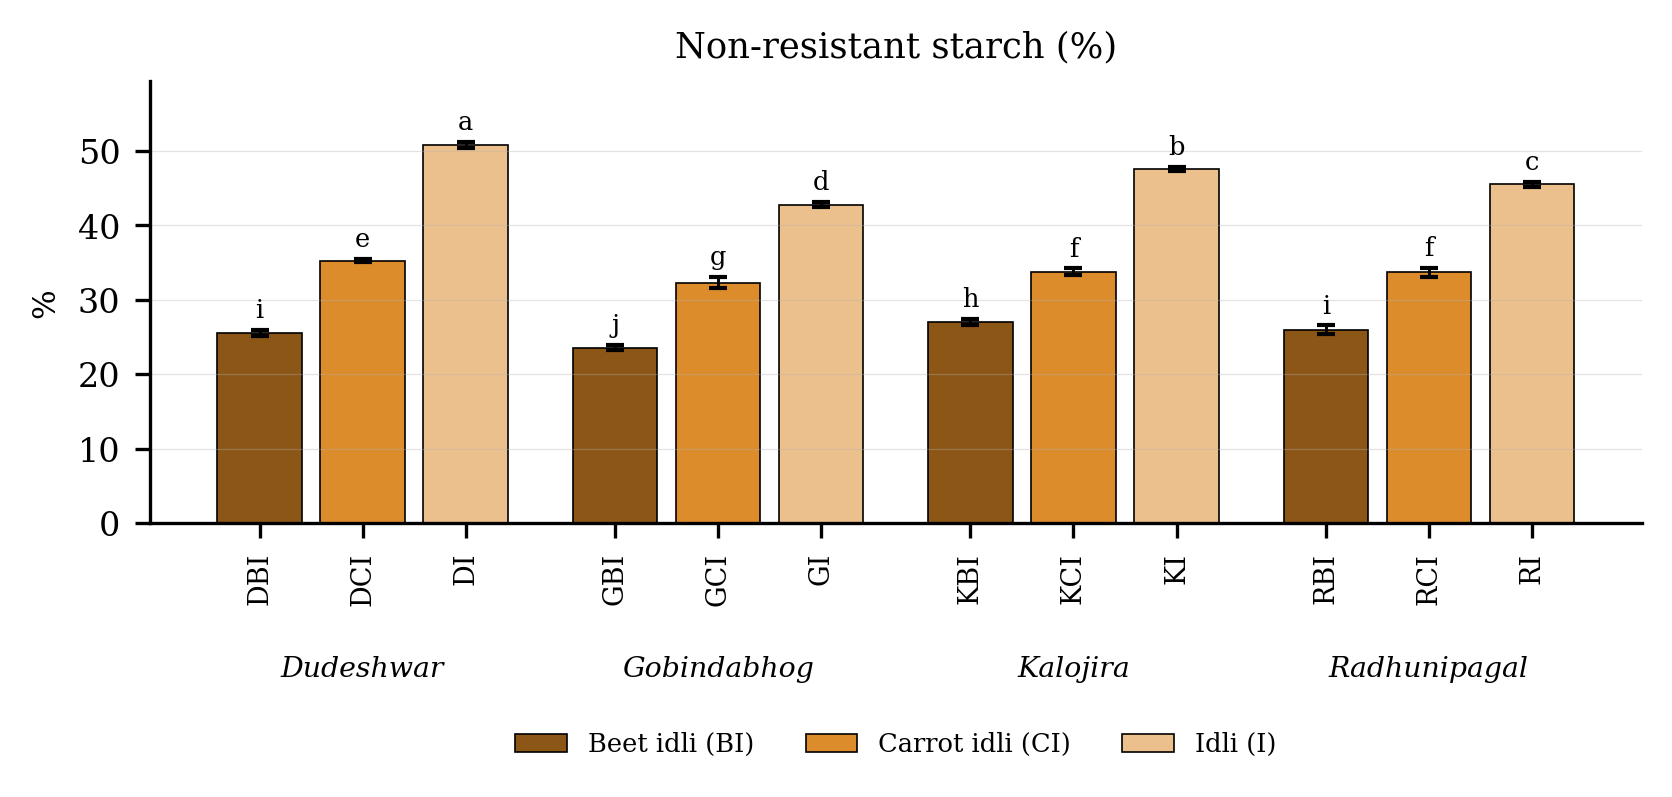 Non-resistant starch (%)
%
50
40
30
20
10
0
i
e
a
j
g
d
h
f
b
i
f
c
DBI
DCI
DI
GBI
GCI
GI
KBI
KCI
KI
RBI
RCI
RI
Dudeshwar
Gobindabhog
Kalojira
Radhunipagal
Beet idli (BI)
Carrot idli (CI)
Idli (I)